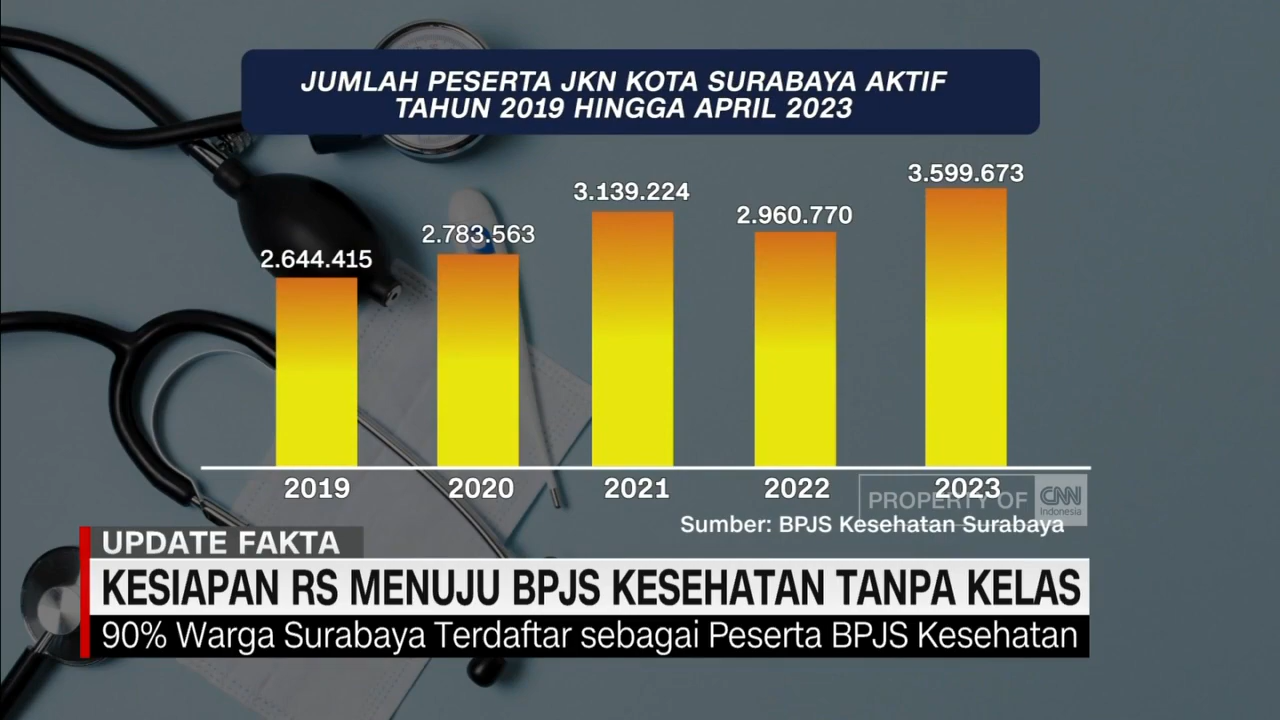 JUMLAH PESERTA JKN KOTA SURABAYA AKTIF
TAHUN 2019 HINGGA APRIL 2023
2.644.415
2.783.563
3.139.224
2.960.770
3.599.673
2019
2020
2021
2022
2023
PROPERTY OF CNN Indonesia
Sumber: BPJS Kesehatan Surabaya
UPDATE FAKTA
KESIAPAN RS MENUJU BPJS KESEHATAN TANPA KELAS
90% Warga Surabaya Terdaftar sebagai Peserta BPJS Kesehatan